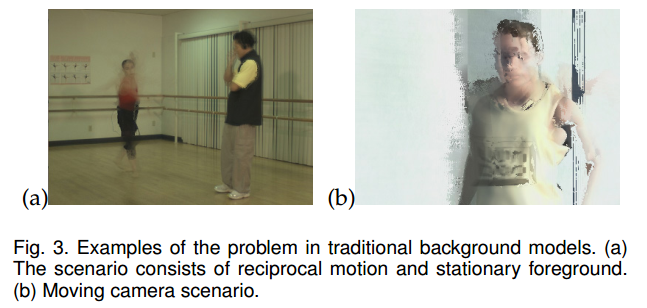 (a)
(b)
Fig. 3. Examples of the problem in traditional background models. (a)
The scenario consists of reciprocal motion and stationary foreground.
(b) Moving camera scenario.